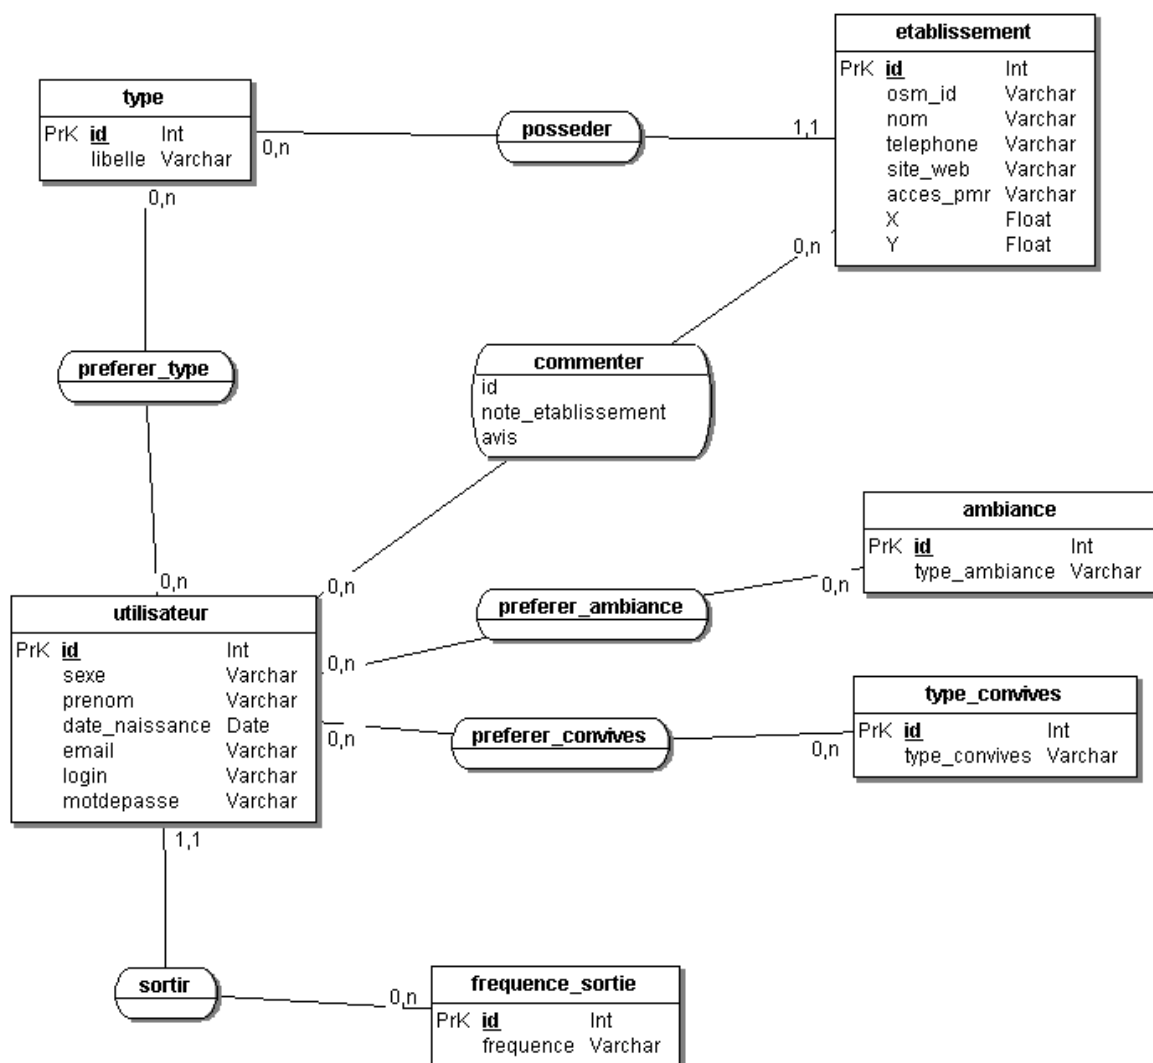 etablissement
PrK id Int
osm_id Varchar
nom Varchar
telephone Varchar
site_web Varchar
acces_pmr Varchar
X Float
Y Float
type
PrK id Int
libelle Varchar
posseder
0,n
1,1
0,n
0,n
preferer_type
commenter
id
note_etablissement
avis
ambiance
PrK id Int
type_ambiance Varchar
0,n
0,n
0,n
preferer_ambiance
utilisateur
PrK id Int
sexe Varchar
prenom Varchar
date_naissance Date
email Varchar
login Varchar
motdepasse Varchar
0,n
type_convives
PrK id Int
type_convives Varchar
0,n
preferer_convives
0,n
1,1
sortir
0,n
frequence_sortie
PrK id Int
frequence Varchar